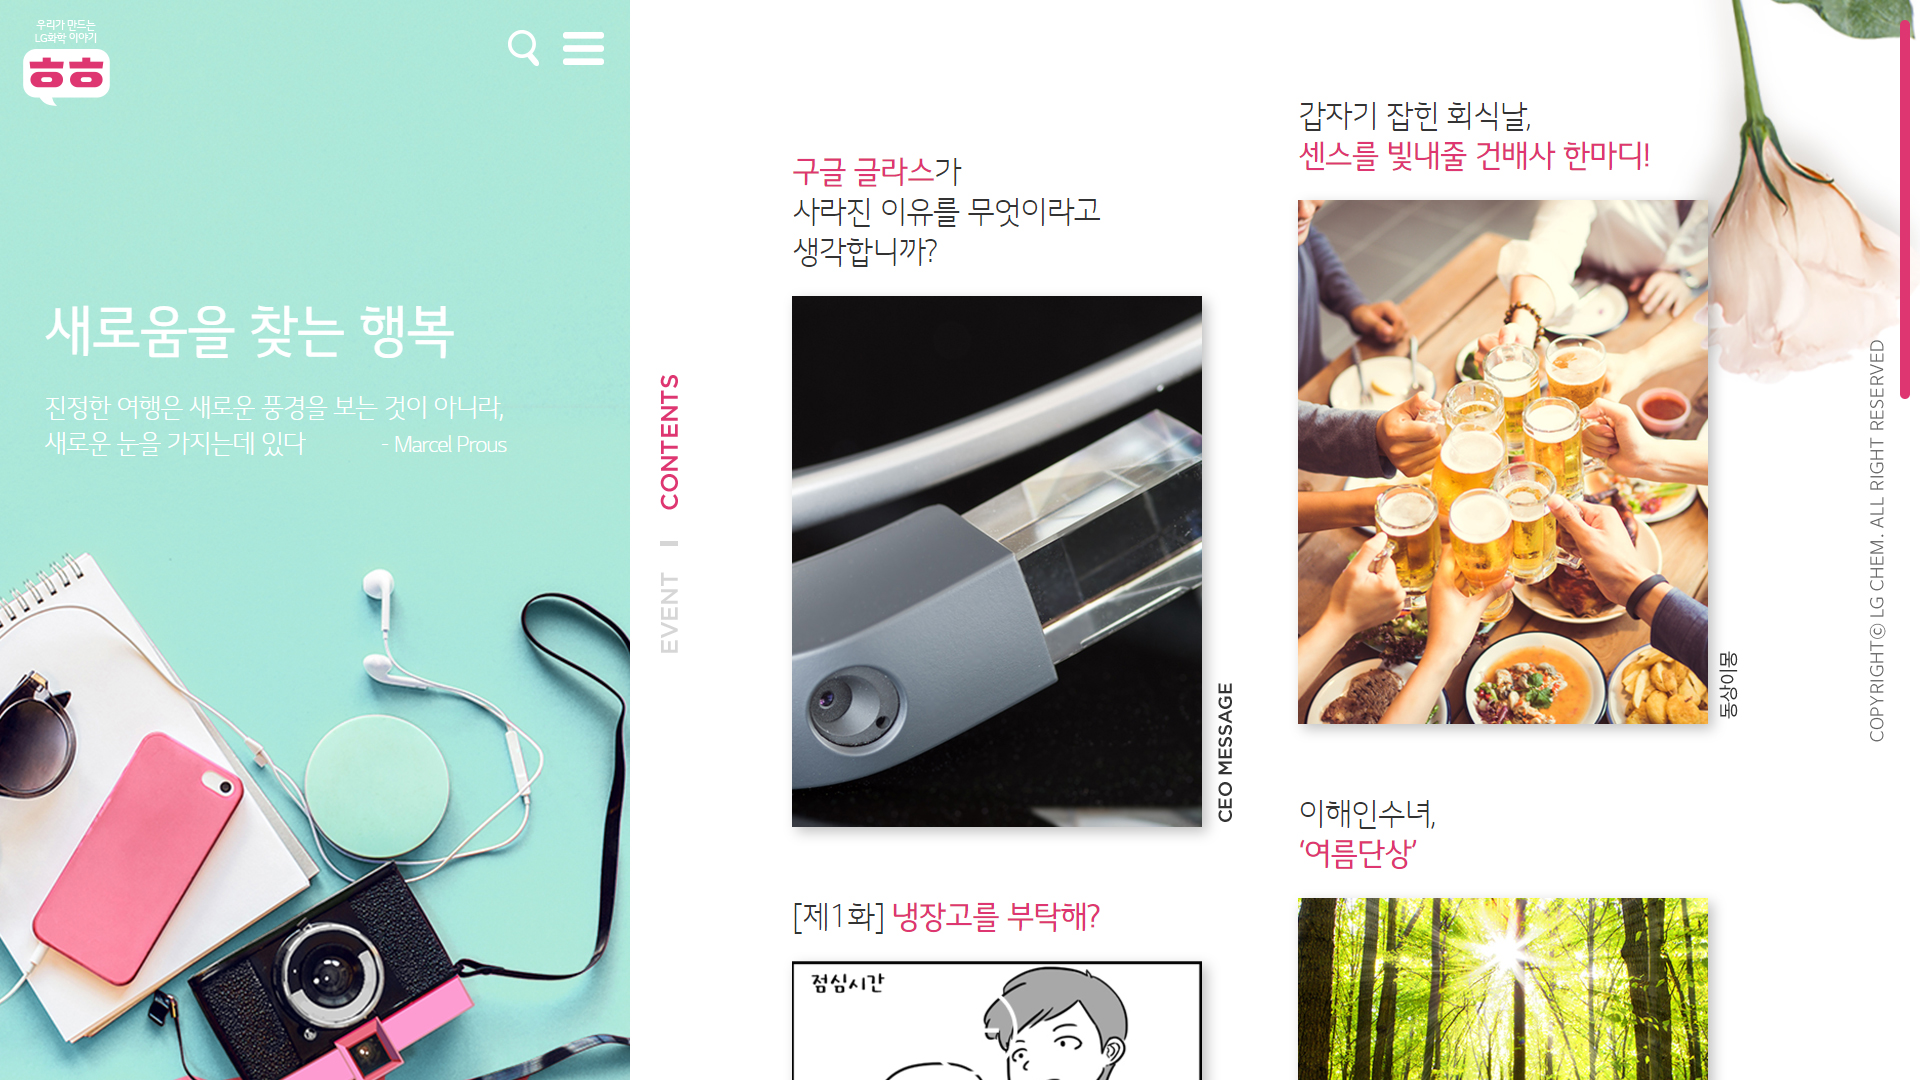 우리가 만드는
LG화학 이야기
ㅎㅎ
새로움을 찾는 행복
진정한 여행은 새로운 풍경을 보는 것이 아니라,
새로운 눈을 가지는데 있다 - Marcel Prous
CONTENTS
EVENT
구글 글라스가
사라진 이유를 무엇이라고
생각합니까?
CEO MESSAGE
[제1화] 냉장고를 부탁해?
점심시간
갑자기 잡힌 회식날,
센스를 빛내줄 건배사 한마디!
동상이몽
이해인수녀,
‘여름단상’
COPYRIGHT© LG CHEM. ALL RIGHT RESERVED